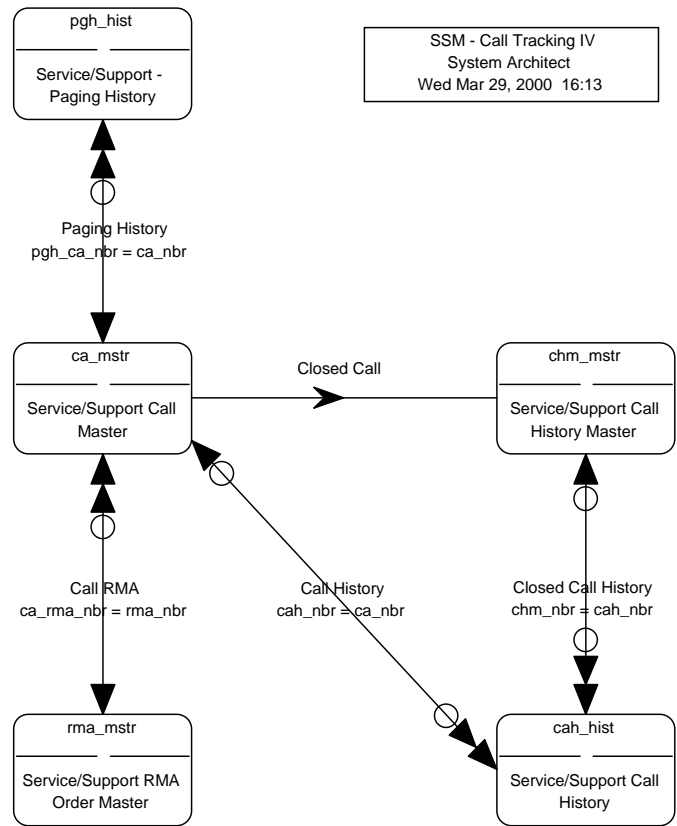 pgh_hist
Service/Support -
Paging History
SSM - Call Tracking IV
System Architect
Wed Mar 29, 2000  16:13
Paging History
pgh_ca_nbr = ca_nbr
ca_mstr
Service/Support Call
Master
Closed Call
chm_mstr
Service/Support Call
History Master
Call RMA
ca_rma_nbr = rma_nbr
Call History
cah_nbr = ca_nbr
Closed Call History
chm_nbr = cah_nbr
rma_mstr
Service/Support RMA
Order Master
cah_hist
Service/Support Call
History